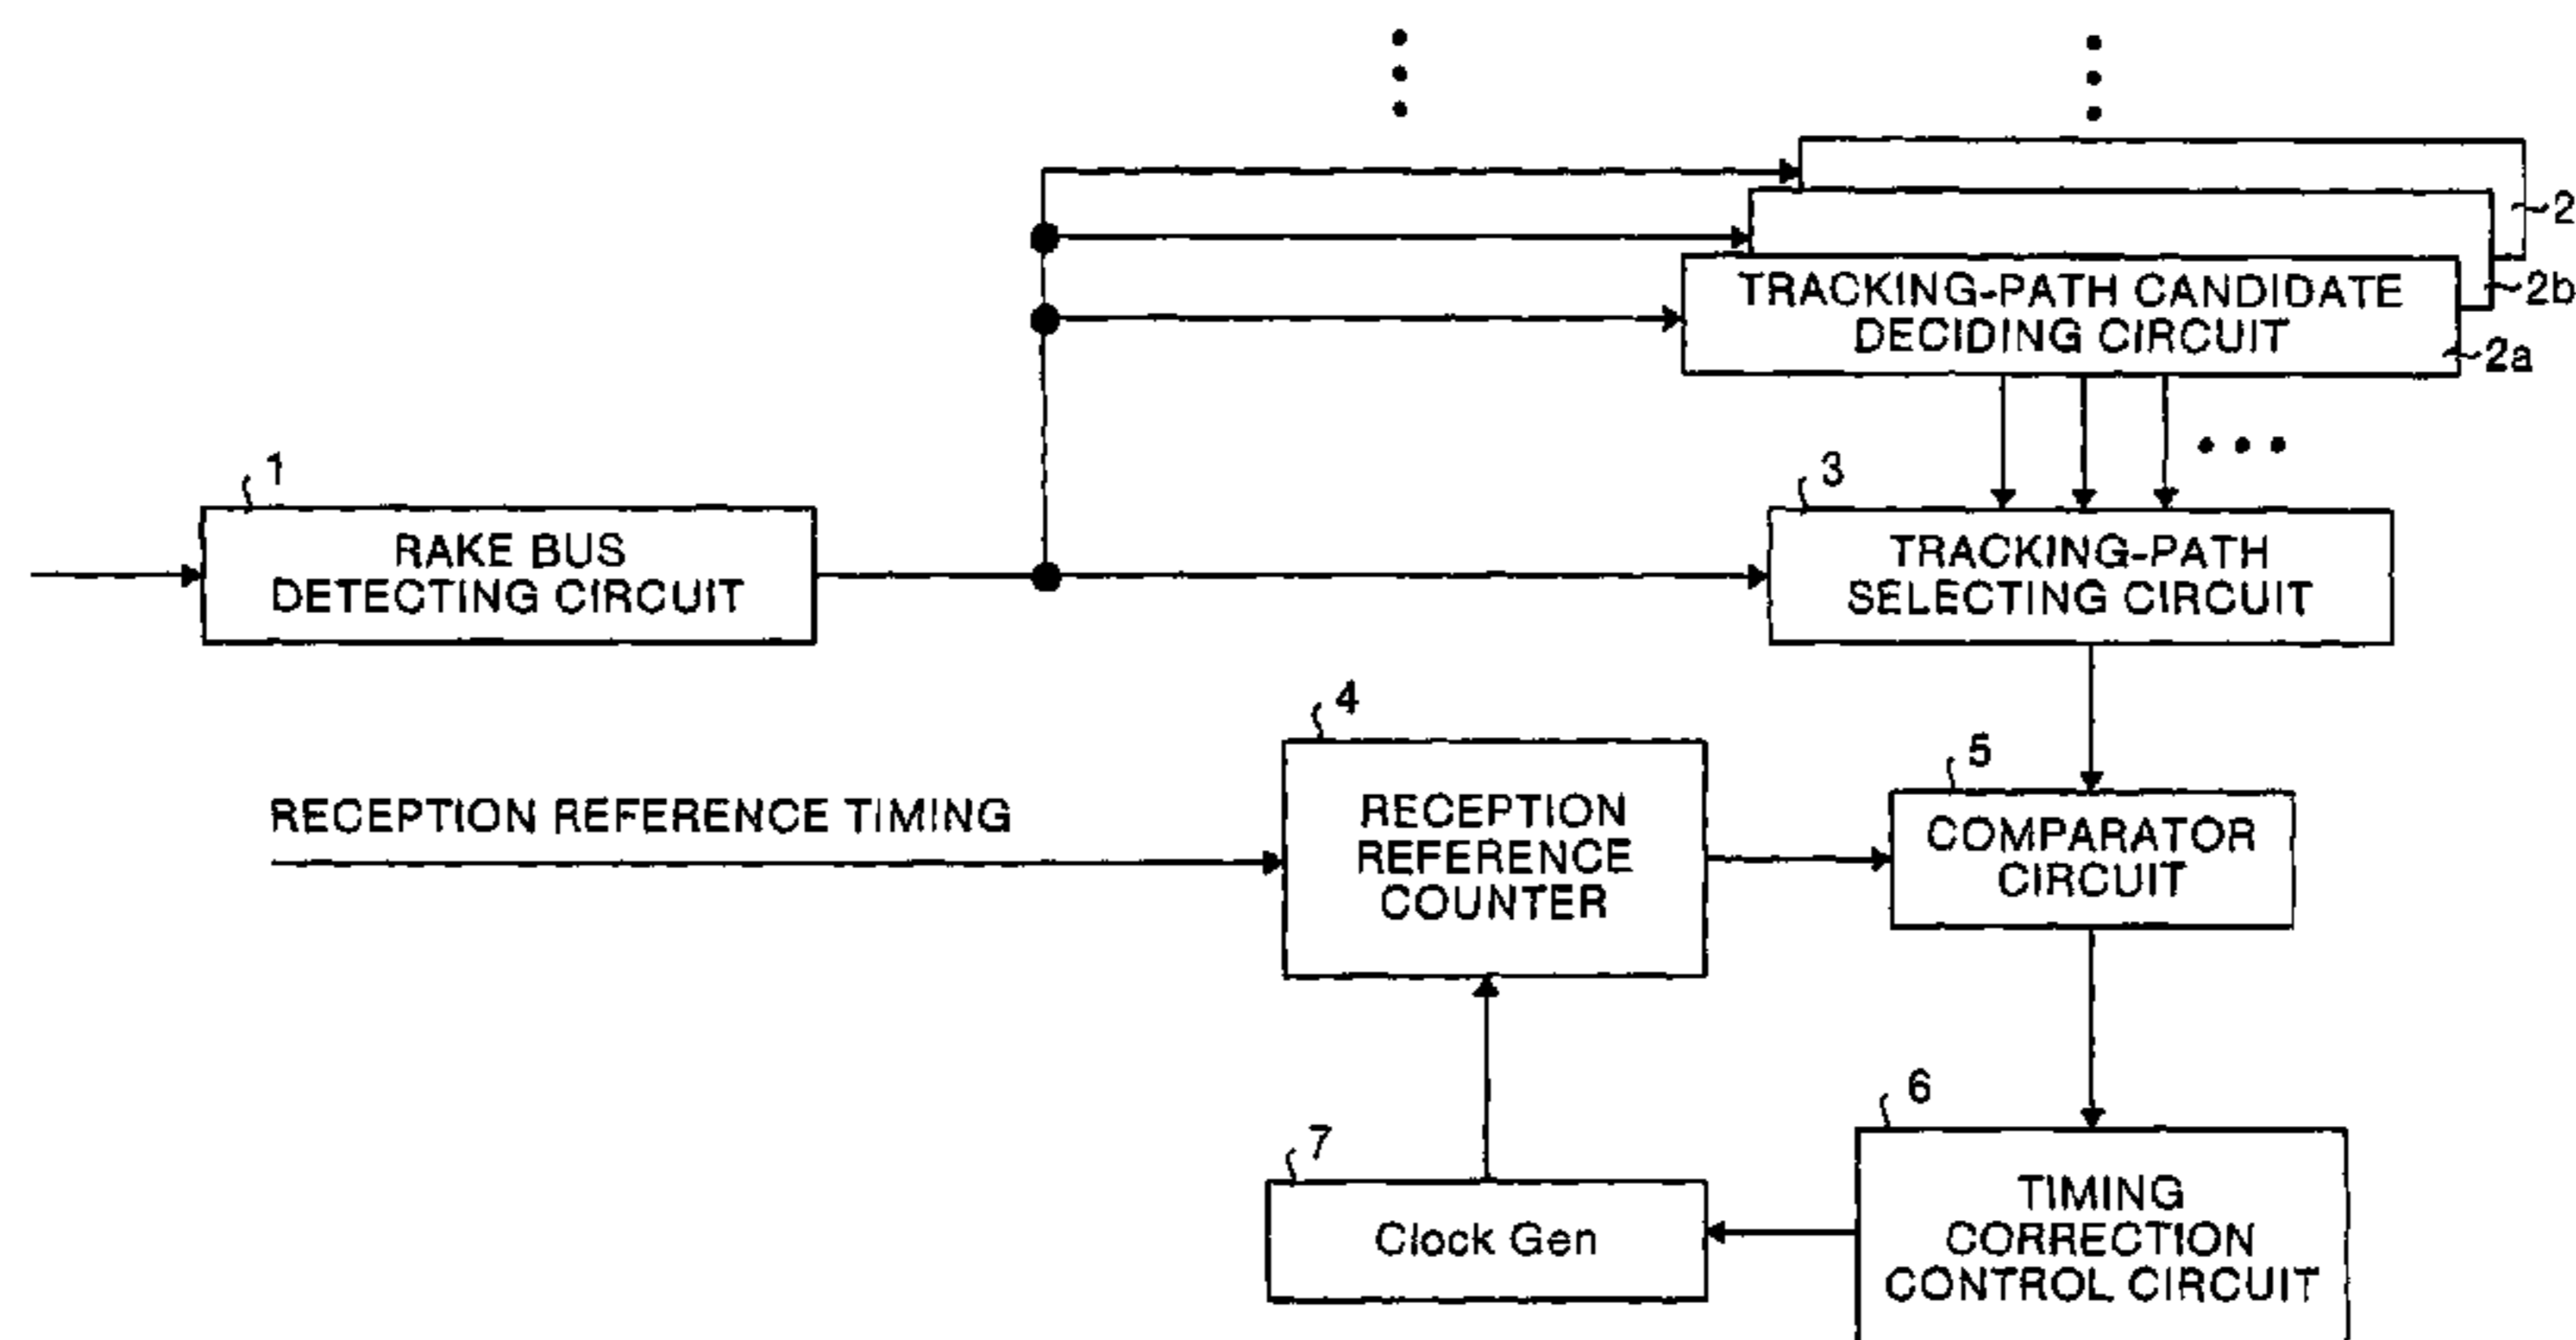 2
2b
TRACKING-PATH CANDIDATE
DECIDING CIRCUIT
2a
1
RAKE BUS
DETECTING CIRCUIT
3
TRACKING-PATH
SELECTING CIRCUIT
4
RECEPTION REFERENCE TIMING
RECEPTION
REFERENCE
COUNTER
5
COMPARATOR
CIRCUIT
6
TIMING
CORRECTION
CONTROL CIRCUIT
7
Clock Gen